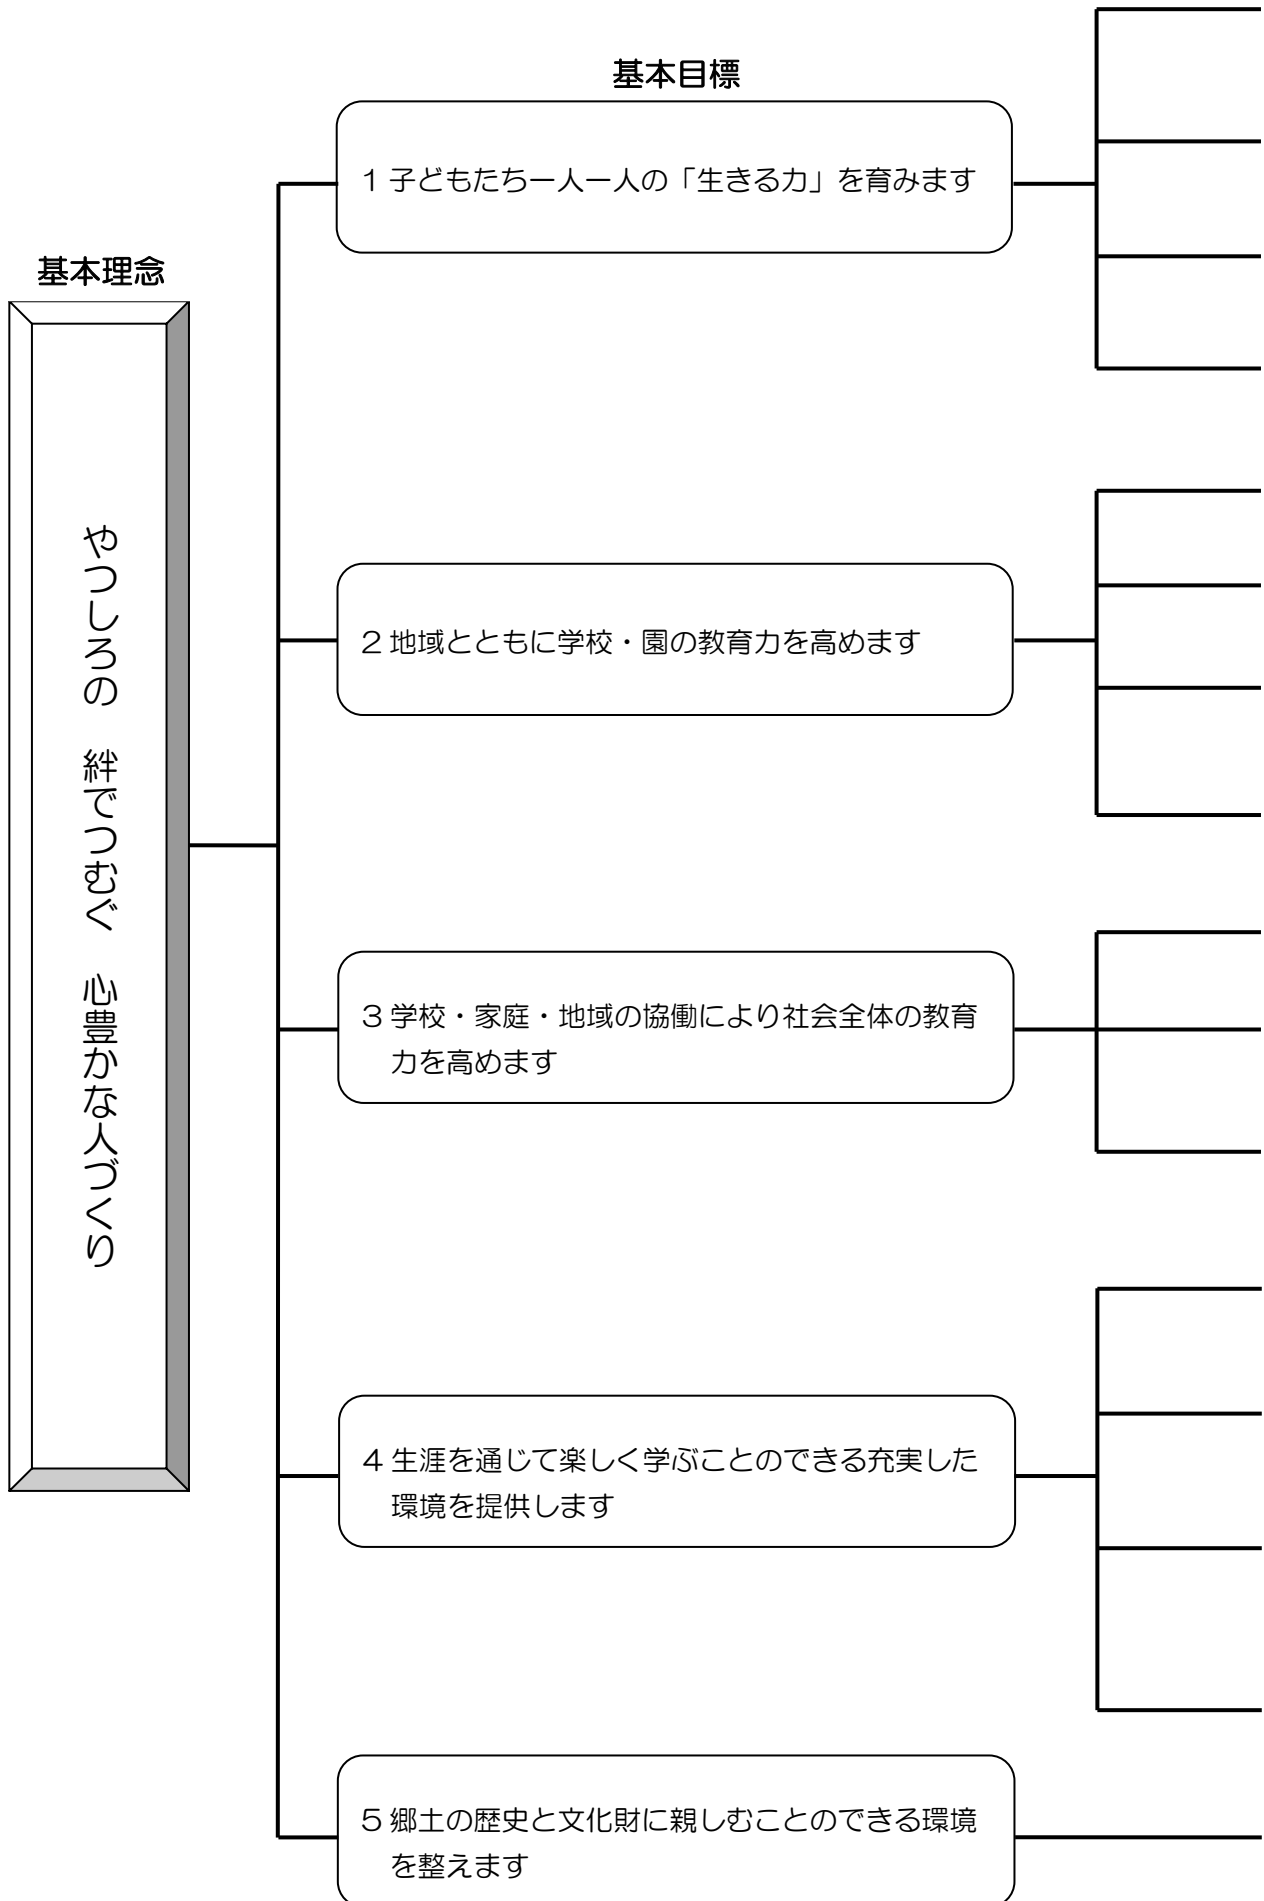 基本目標
1 子どもたち一人一人の「生きる力」を育みます
基本理念
やつしろの　絆でつむぐ　心豊かな人づくり
2 地域とともに学校・園の教育力を高めます
3 学校・家庭・地域の協働により社会全体の教育
力を高めます
4 生涯を通じて楽しく学ぶことのできる充実した
環境を提供します
5 郷土の歴史と文化財に親しむことのできる環境
を整えます